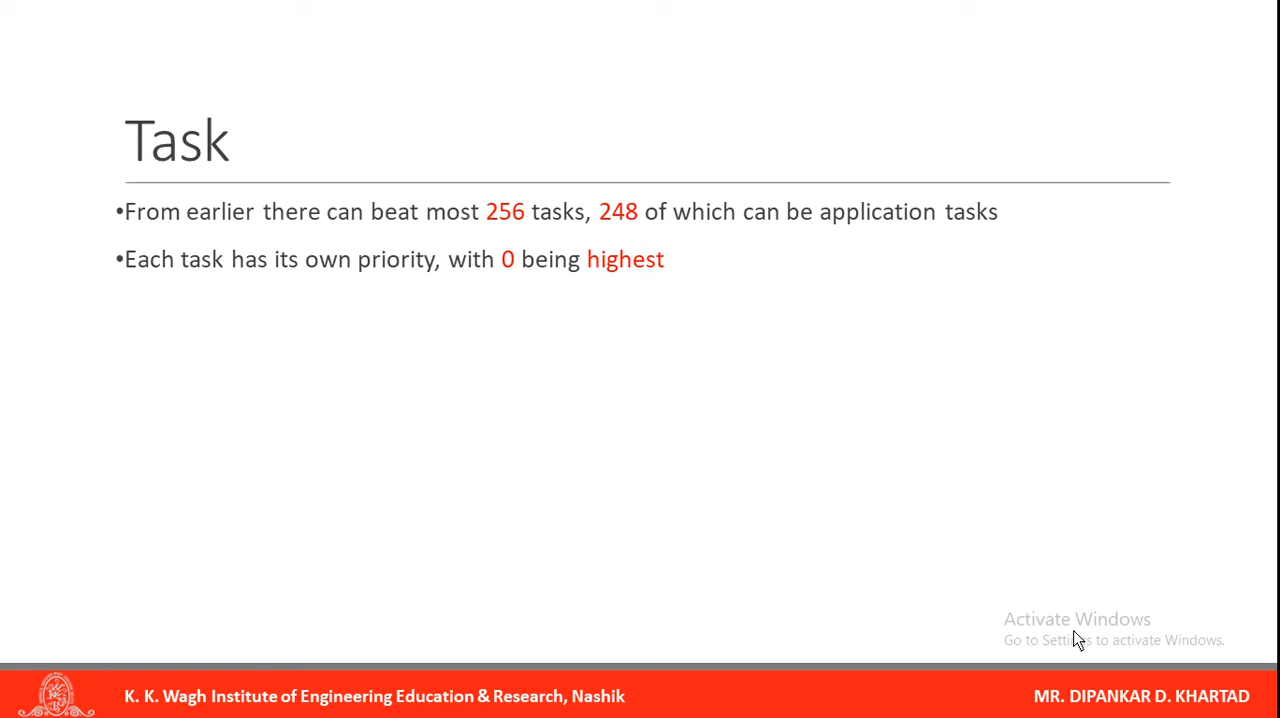 Task
•From earlier there can beat most 256 tasks, 248 of which can be application tasks
•Each task has its own priority, with 0 being highest
Activate Windows
Go to Settings to activate Windows.
K. K. Wagh Institute of Engineering Education & Research, Nashik
MR. DIPANKAR D. KHARTAD